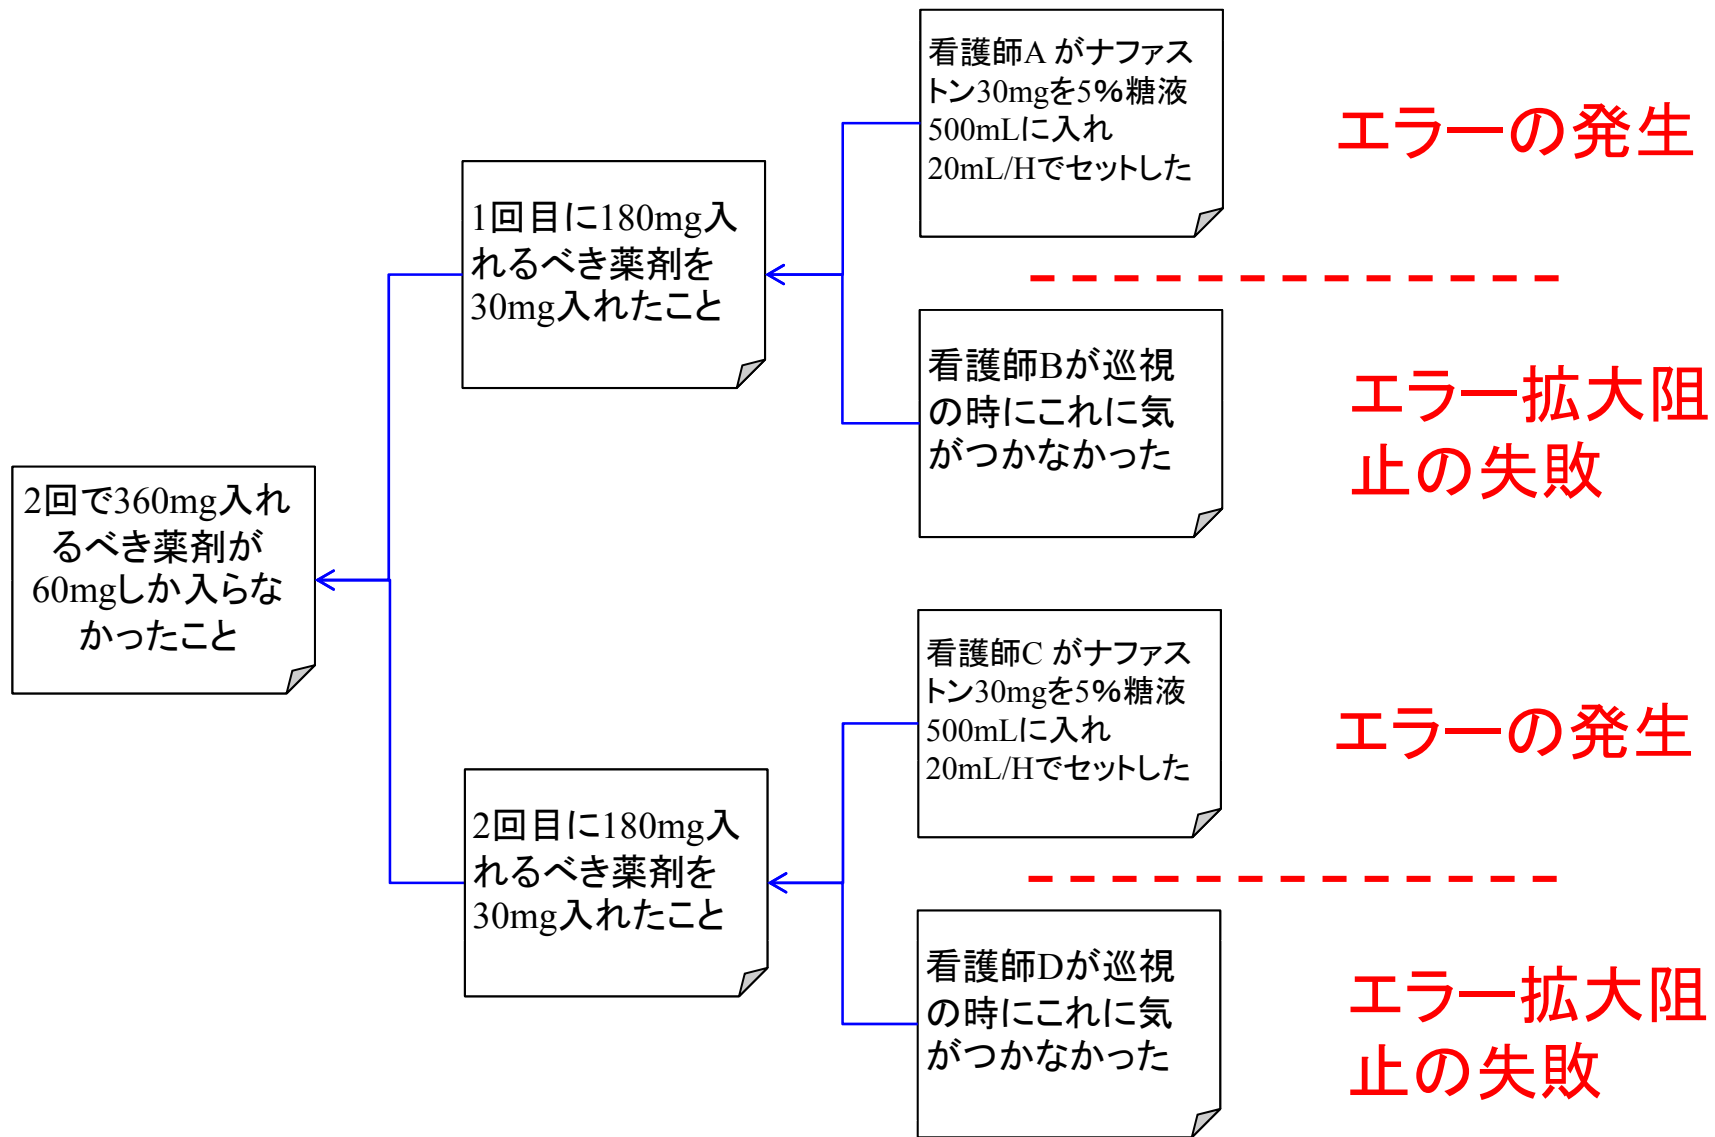 看護師A がナファス
トン30mgを5%糖液
500mLに入れ
20mL/Hでセットした
エラーの発生
1回目に180mg入
れるべき薬剤を
30mg入れたこと
看護師Bが巡視
の時にこれに気
がつかなかった
エラー拡大阻
止の失敗
2回で360mg入れ
るべき薬剤が
60mgしか入らな
かったこと
看護師C がナファス
トン30mgを5%糖液
500mLに入れ
20mL/Hでセットした
エラーの発生
2回目に180mg入
れるべき薬剤を
30mg入れたこと
看護師Dが巡視
の時にこれに気
がつかなかった
エラー拡大阻
止の失敗